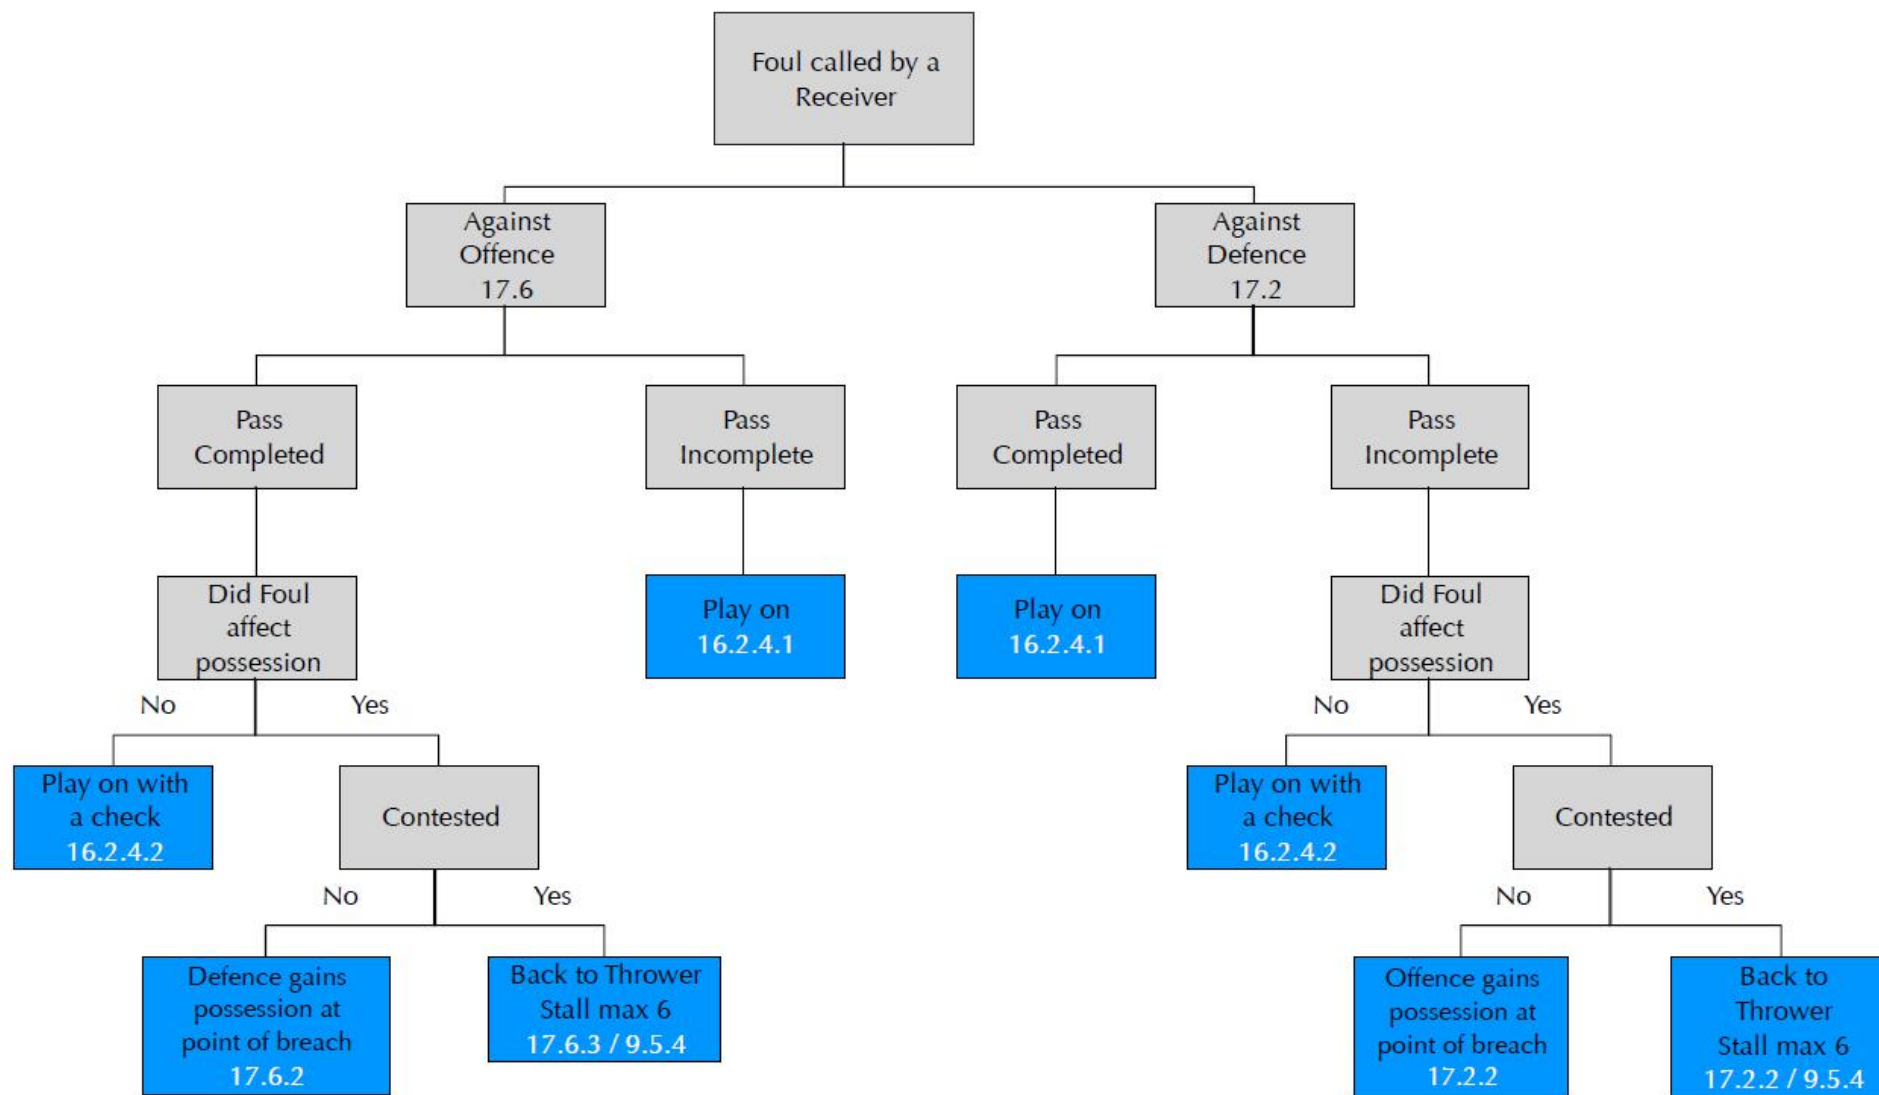 Foul called by a
Receiver
Against
Offence
17.6
Against
Defence
17.2
Pass
Completed
Pass
Incomplete
Pass
Completed
Pass
Incomplete
Did Foul
affect
possession
Play on
16.2.4.1
Play on
16.2.4.1
Did Foul
affect
possession
No
Yes
No
Yes
Play on with
a check
16.2.4.2
Contested
Play on with
a check
16.2.4.2
Contested
No
Yes
No
Yes
Defence gains
possession at
point of breach
17.6.2
Back to Thrower
Stall max 6
17.6.3 / 9.5.4
Offence gains
possession at
point of breach
17.2.2
Back to
Thrower
Stall max 6
17.2.2 / 9.5.4